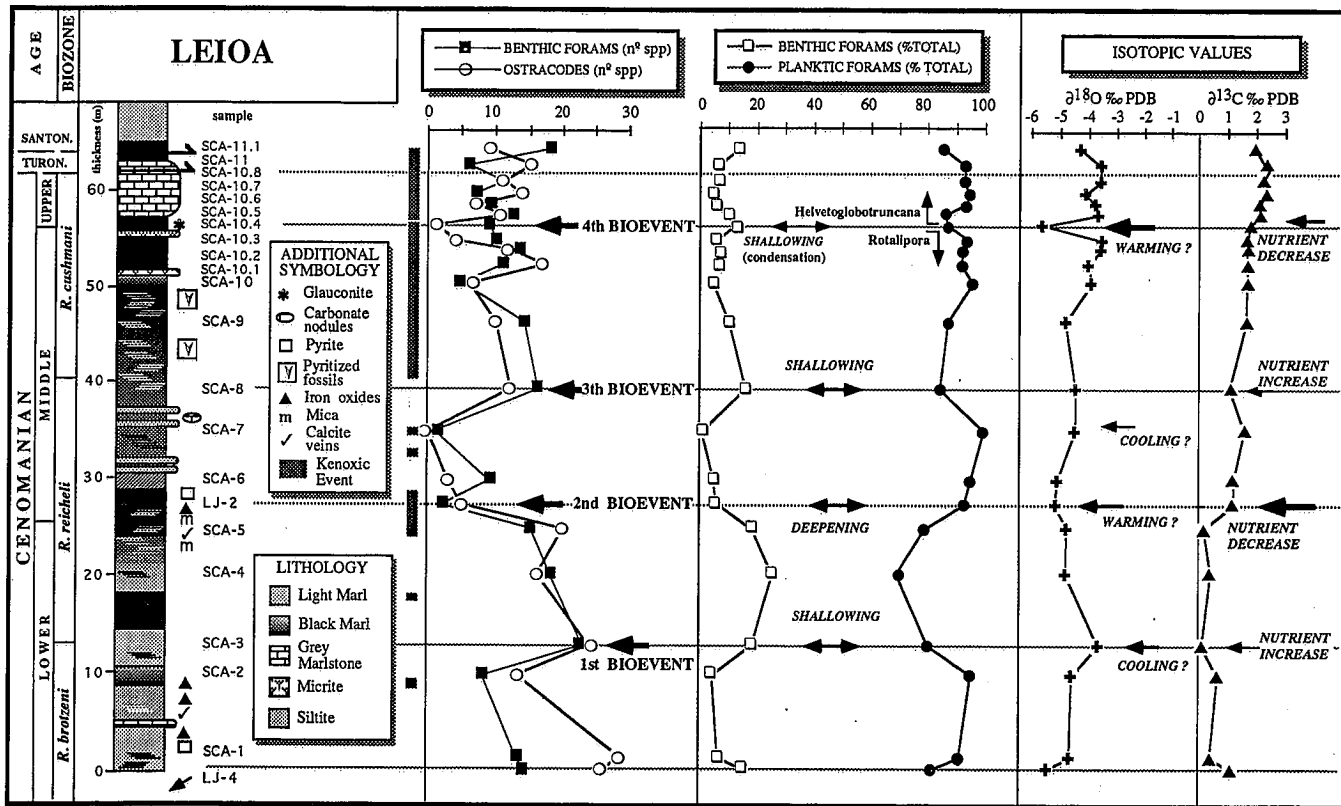 AGE
BIOZONE
LEIOA
BENTHIC FORAMS (nº spp)
OSTRACODES (nº spp)
BENTHIC FORAMS (%TOTAL)
PLANKTIC FORAMS (% TOTAL)
ISOTOPIC VALUES
∂18O ‰ PDB
∂13C ‰ PDB
thickness (m)
sample
0 10 20 30
0 20 40 60 80 100
-6 -5 -4 -3 -2 -1
0 1 2 3
SANTON.
TURON.
CENOMANIAN
UPPER
MIDDLE
LOWER
R. cushmani
R. reicheli
R. brotzeni
60
50
40
30
20
10
0
SCA-11.1
SCA-11
SCA-10.8
SCA-10.7
SCA-10.6
SCA-10.5
SCA-10.4
SCA-10.3
SCA-10.2
SCA-10.1
SCA-10
SCA-9
SCA-8
SCA-7
SCA-6
LJ-2
m
SCA-5
m
SCA-4
SCA-3
SCA-2
SCA-1
LJ-4
ADDITIONAL
SYMBOLOGY
Glauconite
Carbonate
nodules
Pyrite
Pyritized
fossils
Iron oxides
m Mica
Calcite
veins
Kenoxic
Event
LITHOLOGY
Light Marl
Black Marl
Grey
Marlstone
Micrite
Siltite
4th BIOEVENT
3th BIOEVENT
2nd BIOEVENT
1st BIOEVENT
Helvetoglobotruncana
Rotalipora
SHALLOWING
(condensation)
SHALLOWING
DEEPENING
SHALLOWING
WARMING ?
COOLING ?
WARMING ?
COOLING ?
NUTRIENT
DECREASE
NUTRIENT
INCREASE
NUTRIENT
DECREASE
NUTRIENT
INCREASE